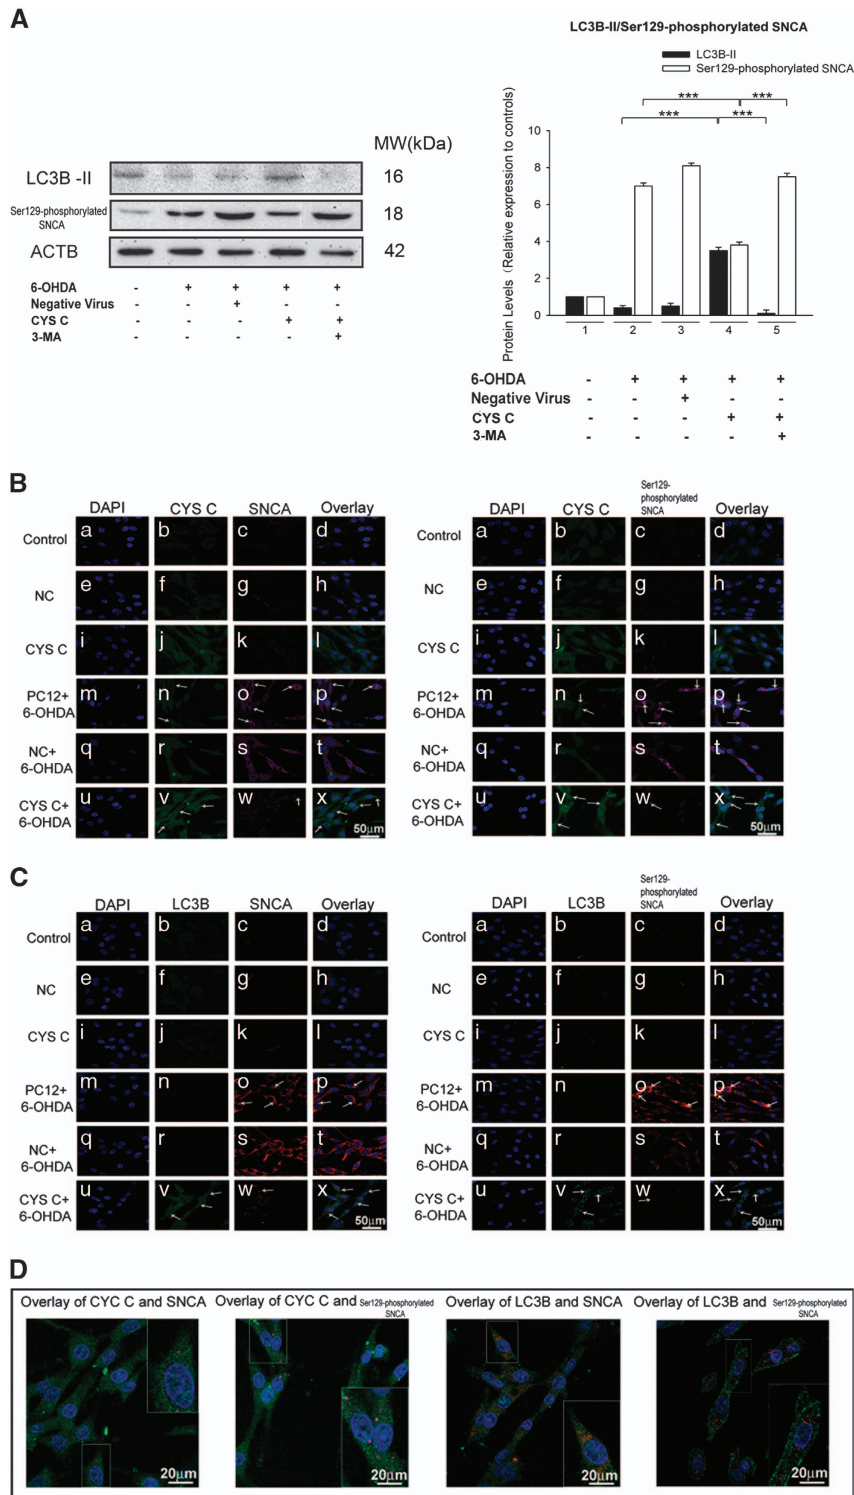 A
LC3B-II/Ser129-phosphorylated SNCA
LC3B-II
Ser129-phosphorylated SNCA
MW(kDa)
LC3B -II 16
Ser129-phosphorylated
SNCA
18
ACTB 42
6-OHDA - + + + +
Negative Virus - - + - -
CYS C - - - + +
3-MA - - - - +
*** ***
*** ***
Protein Levels (Relative expression to controls)
10
8
6
4
2
0
1 2 3 4 5
6-OHDA - + + + +
Negative Virus - - + - -
CYS C - - - + +
3-MA - - - - +
B
DAPI CYS C SNCA Overlay
Control a b c d
NC e f g h
CYS C i j k l
PC12+
6-OHDA
m n o p
NC+
6-OHDA
q r s t
CYS C+
6-OHDA
u v w x
50μm
Ser129-
phosphorylated
SNCA
DAPI CYS C Overlay
Control a b c d
NC e f g h
CYS C i j k l
PC12+
6-OHDA
m n o p
NC+
6-OHDA
q r s t
CYS C+
6-OHDA
u v w x
50μm
C
DAPI LC3B SNCA Overlay
Control a b c d
NC e f g h
CYS C i j k l
PC12+
6-OHDA
m n o p
NC+
6-OHDA
q r s t
CYS C+
6-OHDA
u v w x
50μm
Ser129-
phosphorylated
SNCA
DAPI LC3B Overlay
Control a b c d
NC e f g h
CYS C i j k l
PC12+
6-OHDA
m n o p
NC+
6-OHDA
q r s t
CYS C+
6-OHDA
u v w x
50μm
D
Overlay of CYC C and SNCA
Overlay of CYC C and Ser129-phosphorylated
SNCA
Overlay of LC3B and SNCA
Overlay of LC3B and Ser129-phosphorylated
SNCA
20μm
20μm
20μm
20μm